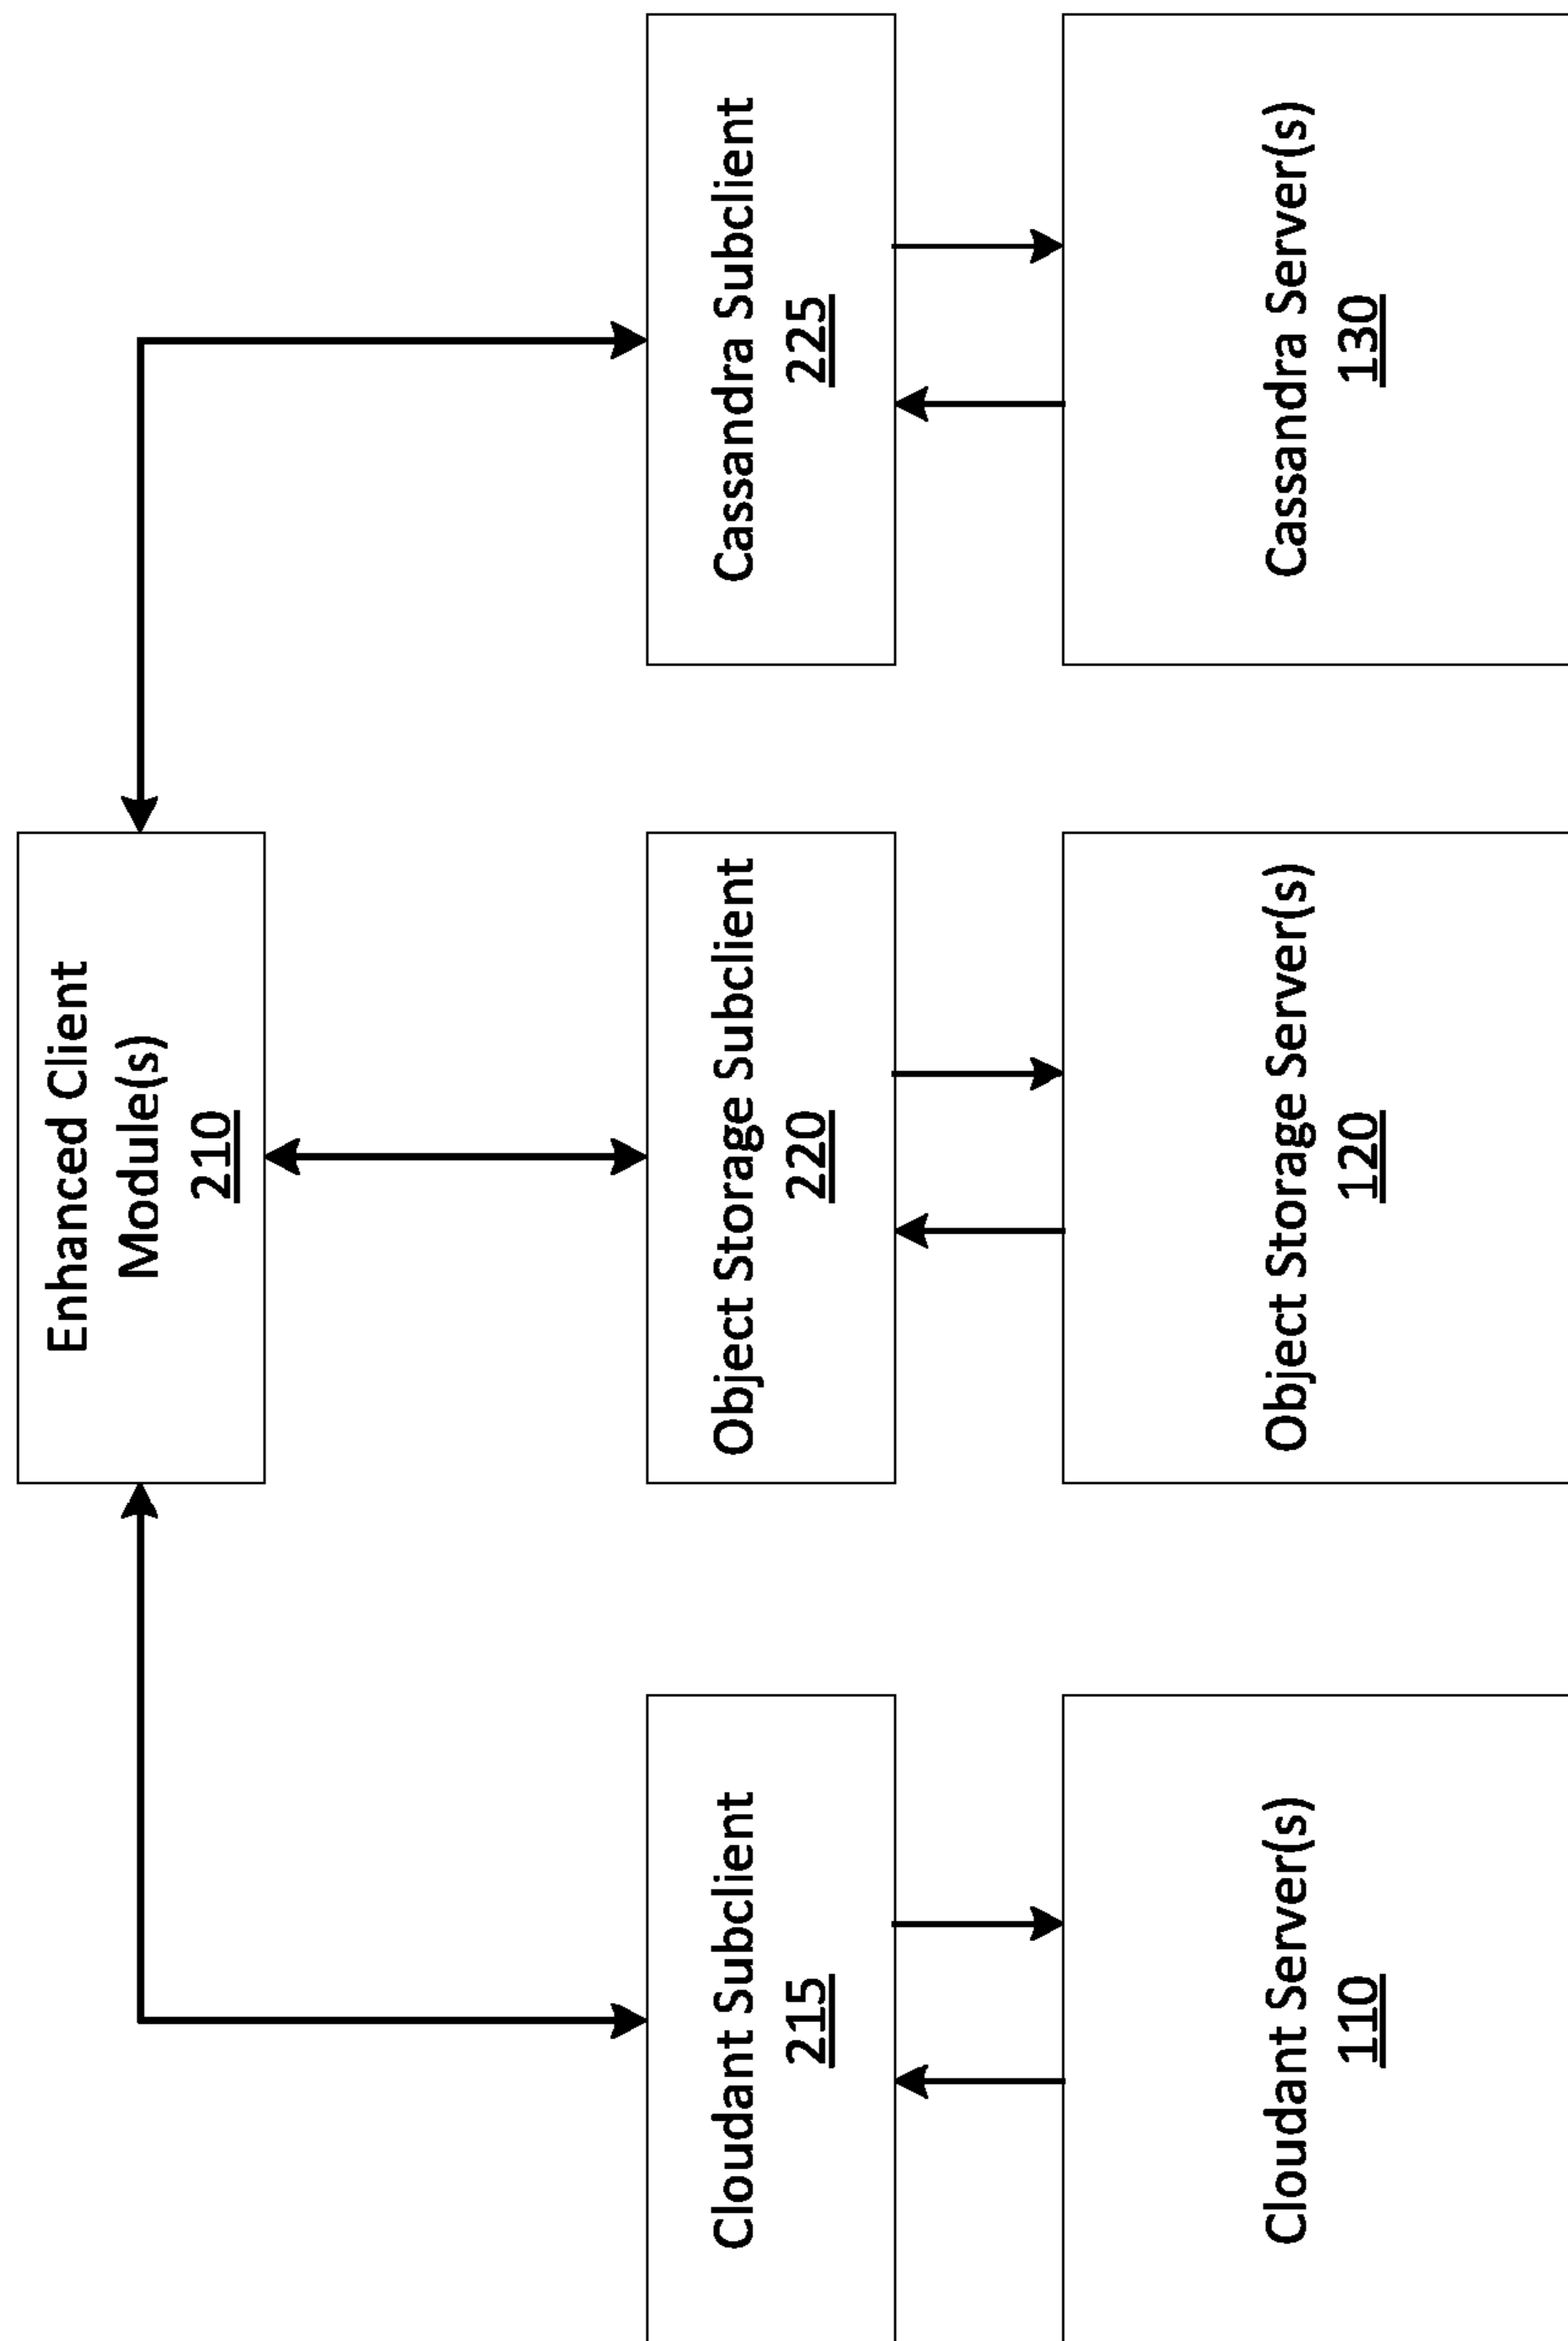 Enhanced Client
Module(s)
210
Cloudant Subclient
215
Object Storage Subclient
220
Cassandra Subclient
225
Cloudant Server(s)
110
Object Storage Server(s)
120
Cassandra Server(s)
130